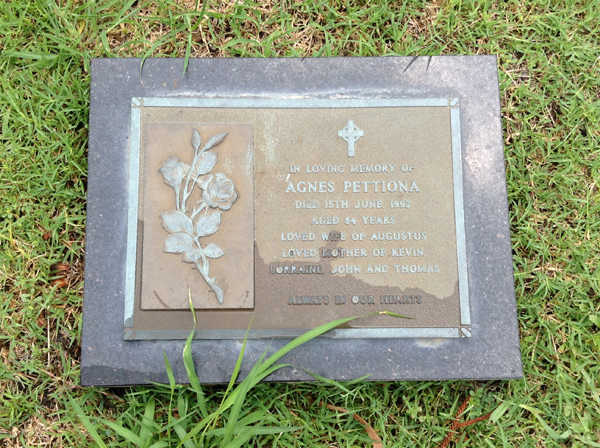 IN LOVING MEMORY OF
AGNES PETTIONA
DIED 15TH JUNE 1992
AGED 84 YEARS
LOVED WIFE OF AUGUSTUS
LOVED MOTHER OF KEVIN,
LORRAINE, JOHN AND THOMAS
ALWAYS IN OUR HEARTS